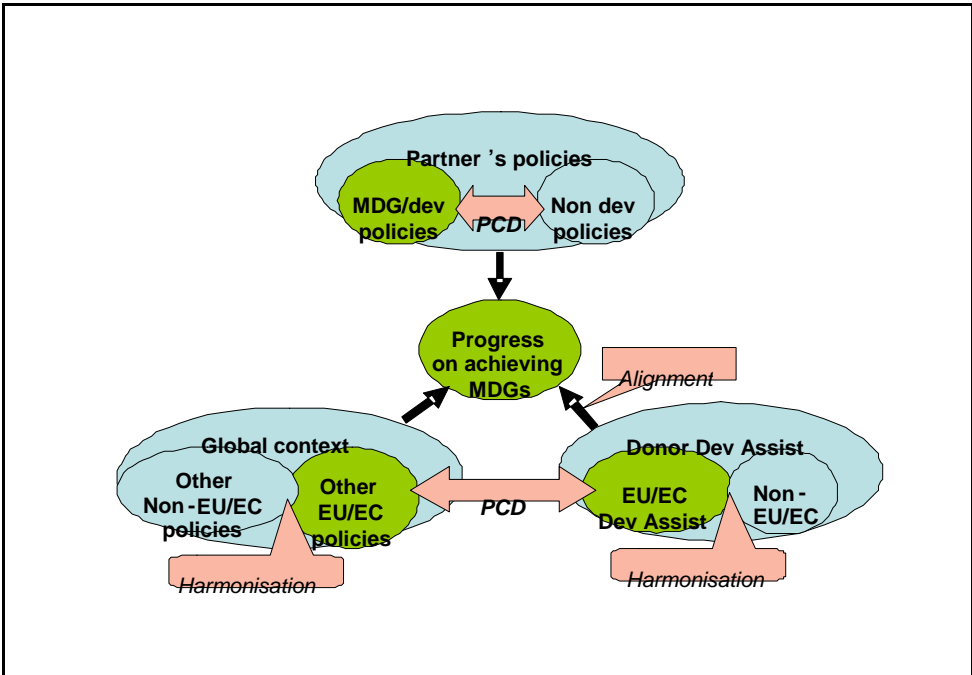 Partner 's policies
MDG/dev
policies
PCD
Non dev
policies
Progress
on achieving
MDGs
Alignment
Global context
Other
Non-EU/EC
policies
Other
EU/EC
policies
PCD
Donor Dev Assist
EU/EC
Dev Assist
Non-
EU/EC
Harmonisation
Harmonisation